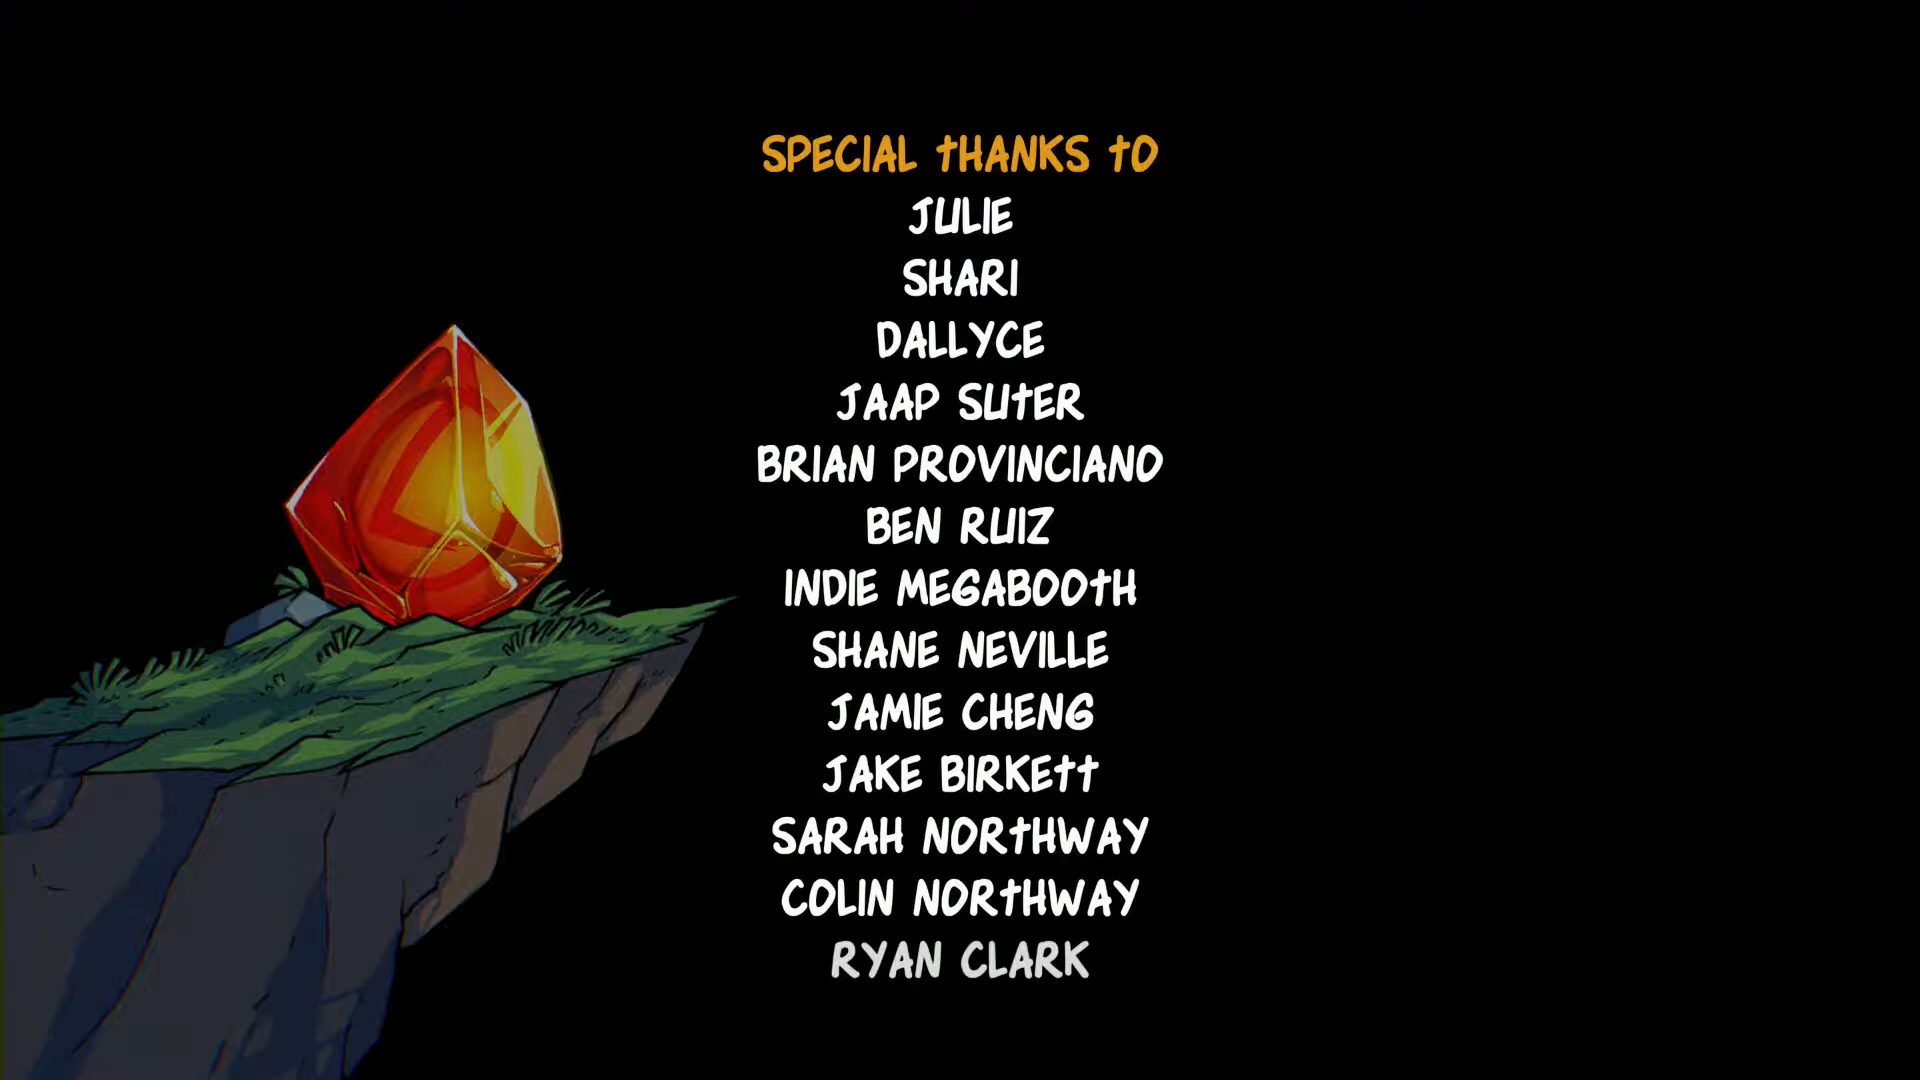 SPECIAL THANKS TO
JULIE
SHARI
DALLYCE
JAAP SUTER
BRIAN PROVINCIANO
BEN RUIZ
INDIE MEGABOOTH
SHANE NEVILLE
JAMIE CHENG
JAKE BIRKETT
SARAH NORTHWAY
COLIN NORTHWAY
RYAN CLARK